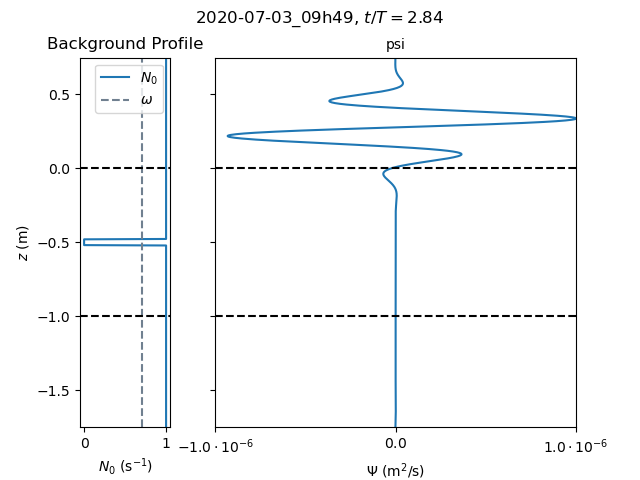 2020-07-03_09h49, t/T = 2.84
Background Profile
psi
N₀
ω
0.5
0.0
−0.5
−1.0
−1.5
z (m)
0
1
N₀ (s⁻¹)
−1.0 · 10⁻⁶
0.0
1.0 · 10⁻⁶
Ψ (m²/s)